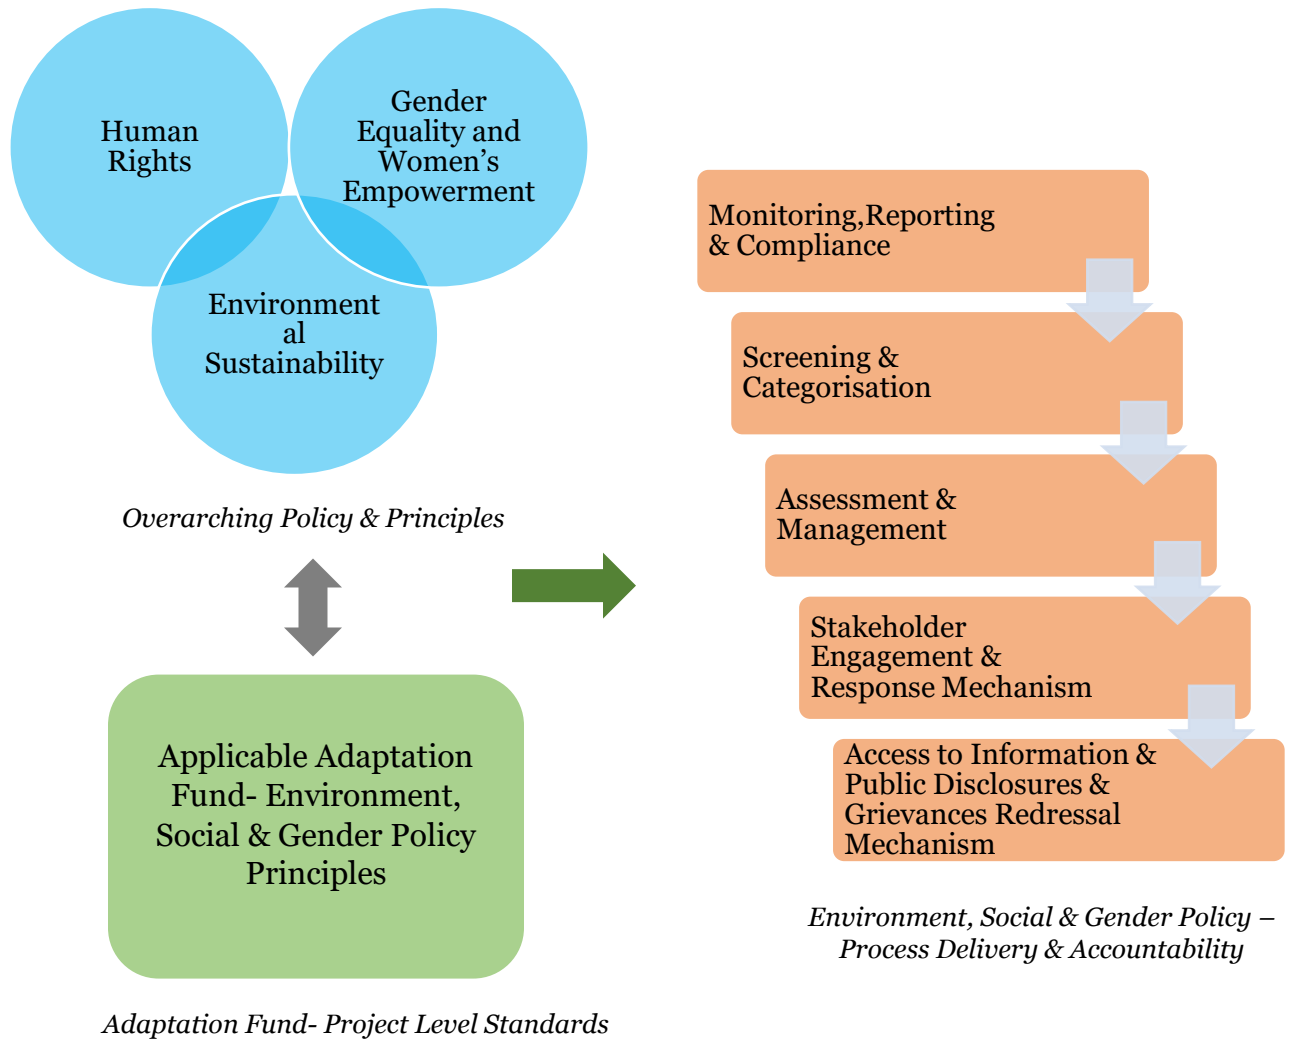 Human
Rights
Gender
Equality and
Women’s
Empowerment
Environment
al
Sustainability
Overarching Policy & Principles
Applicable Adaptation
Fund- Environment,
Social & Gender Policy
Principles
Adaptation Fund- Project Level Standards
Monitoring,Reporting
& Compliance
Screening &
Categorisation
Assessment &
Management
Stakeholder
Engagement &
Response Mechanism
Access to Information &
Public Disclosures &
Grievances Redressal
Mechanism
Environment, Social & Gender Policy –
Process Delivery & Accountability